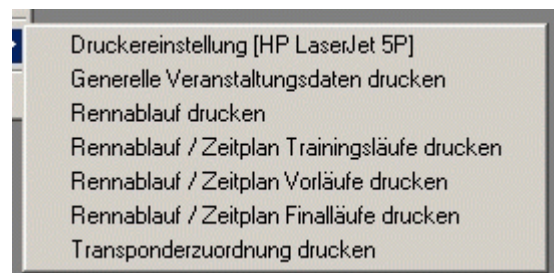 Druckereinstellung [HP LaserJet 5P]
Generelle Veranstaltungsdaten drucken
Rennablauf drucken
Rennablauf / Zeitplan Trainingsläufe drucken
Rennablauf / Zeitplan Vorläufe drucken
Rennablauf / Zeitplan Finalläufe drucken
Transponderzuordnung drucken